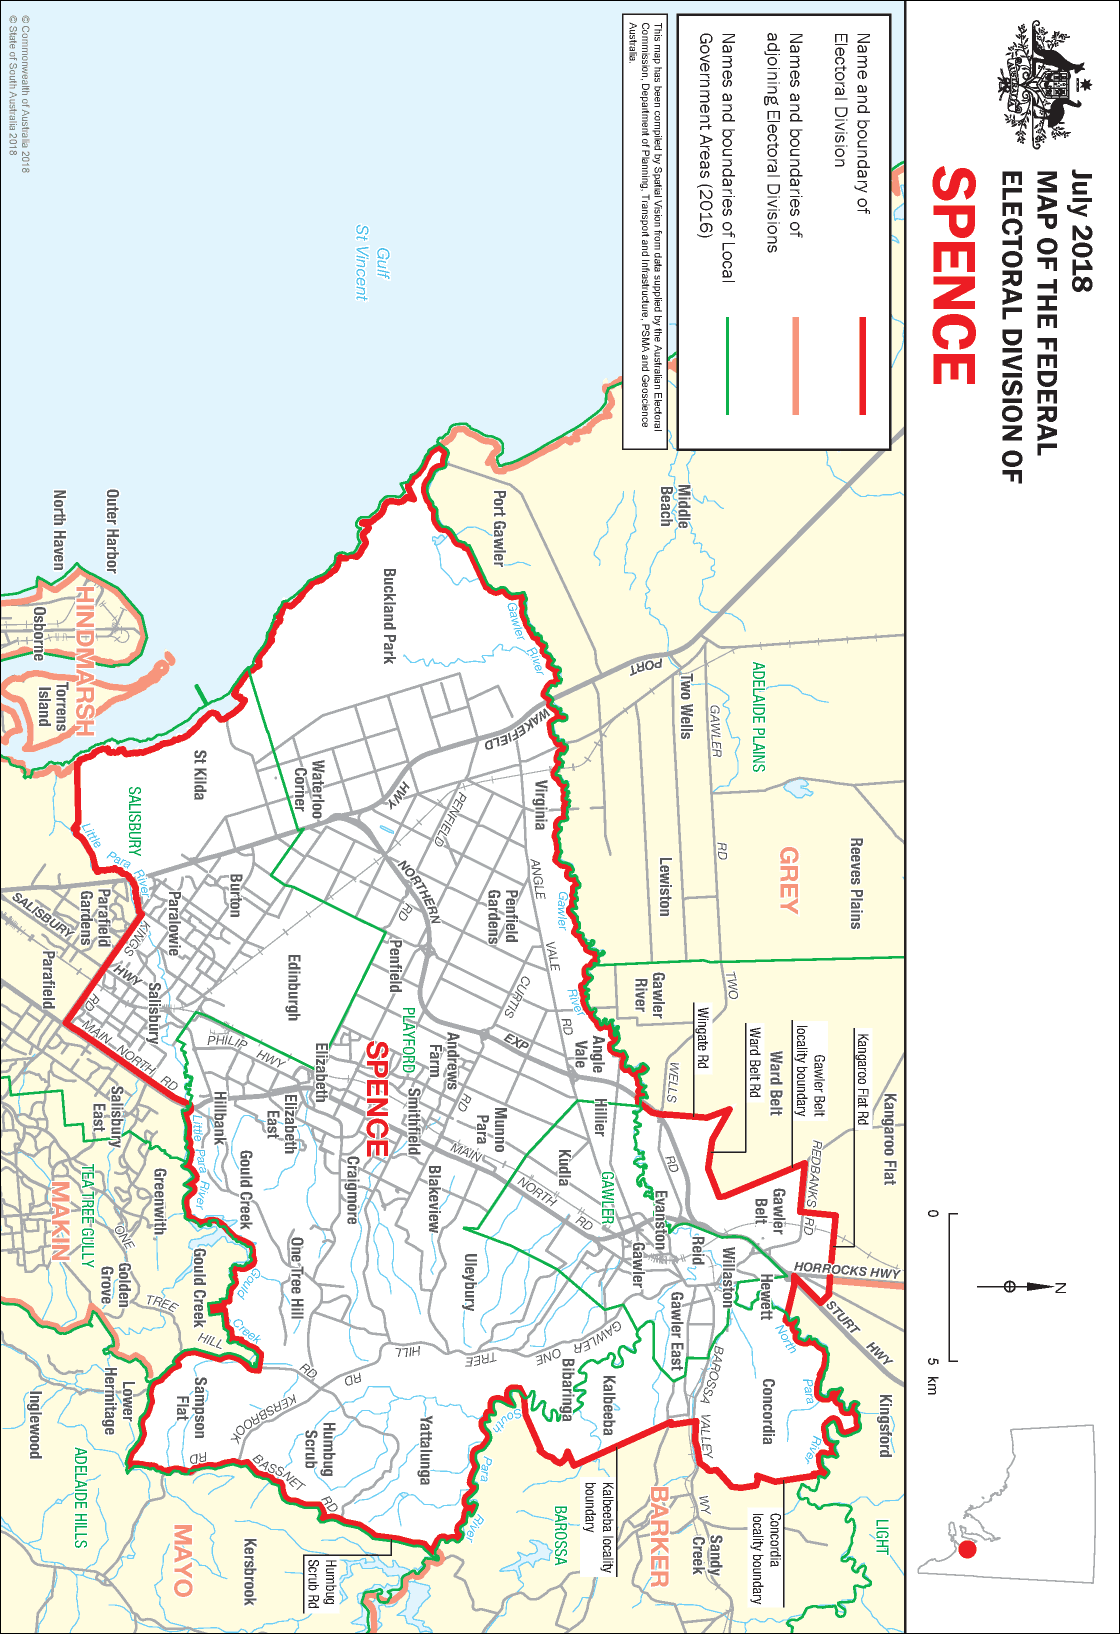 July 2018
MAP OF THE FEDERAL
ELECTORAL DIVISION OF
SPENCE
Name and boundary of
Electoral Division
Names and boundaries of
adjoining Electoral Divisions
Names and boundaries of Local
Government Areas (2016)
This map has been compiled by Spatial Vision from data supplied by the Australian Electoral
Commission, Department of Planning, Transport and Infrastructure, PSMA and Geoscience
Australia.
© Commonwealth of Australia 2018
© State of South Australia 2018
0
5 km
N
Gulf
St Vincent
Middle
Beach
Port Gawler
Buckland Park
Gawler
River
PORT
WAKEFIELD
HWY
Two Wells
GAWLER
RD
ADELAIDE PLAINS
GREY
Reeves Plains
Lewiston
TWO
Gawler
River
Kangaroo Flat
Kangaroo Flat Rd
Gawler Belt
locality boundary
Ward Belt
Ward Belt Rd
Wingate Rd
WELLS
RD
REDBANKS
RD
Gawler
Belt
HORROCKS HWY
STURT
HWY
Kingsford
LIGHT
Hewett
Willaston
Reid
Evanston
Gawler
Gawler East
North
Para
River
Concordia
Concordia
locality boundary
BAROSSA
VALLEY
WY
Sandy
Creek
BARKER
Kalbeeba
Kalbeeba locality
boundary
Bibaringa
BAROSSA
South
Para
River
GAWLER
ONE
TREE
HILL
RD
Virginia
ANGLE
VALE
RD
Gawler
River
Angle
Vale
Hillier
GAWLER
Kudla
PENFIELD
RD
Penfield
Gardens
CURTIS
RD
NORTHERN
EXP
Penfield
PLAYFORD
Andrews
Farm
Munno
Para
MAIN
NORTH
RD
Smithfield
Blakeview
Uleybury
SPENCE
Craigmore
Elizabeth
Elizabeth
East
Waterloo
Corner
St Kilda
SALISBURY
Burton
Edinburgh
Paralowie
PHILIP HWY
Little
Para
River
KINGS
RD
Salisbury
SALISBURY
HWY
Parafield
Gardens
Parafield
MAIN NORTH RD
Hillbank
Little Para River
Gould Creek
One Tree Hill
Gould Creek
Gould
Creek
Salisbury
East
TEA TREE GULLY
MAKIN
Greenwith
Golden
Grove
ONE
TREE
HILL
RD
KERSBROOK
RD
Sampson
Flat
Lower
Hermitage
Inglewood
ADELAIDE HILLS
MAYO
Kersbrook
Humbug
Scrub
Yattalunga
BASSNET
RD
Humbug
Scrub Rd
Outer Harbor
North Haven
Osborne
HINDMARSH
Torrens
Island